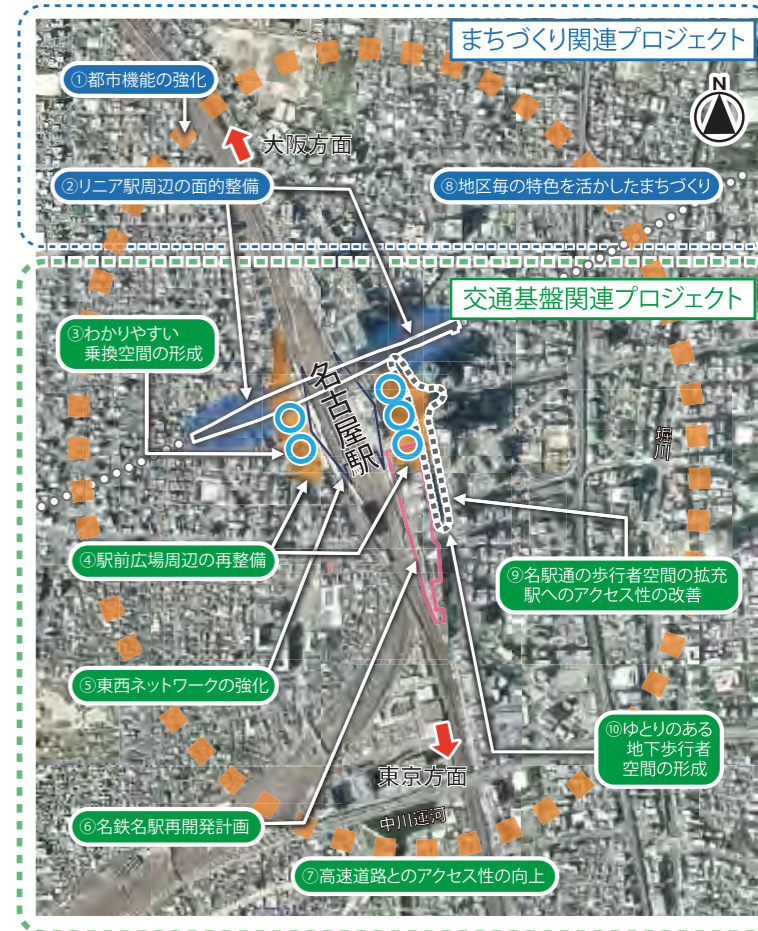 まちづくり関連プロジェクト
①都市機能の強化
N
大阪方面
②リニア駅周辺の面的整備
⑧地区毎の特色を活かしたまちづくり
交通基盤関連プロジェクト
③わかりやすい
乗換空間の形成
名古屋駅
堀川
④駅前広場周辺の再整備
⑨名駅通の歩行者空間の拡充
駅へのアクセス性の改善
⑤東西ネットワークの強化
⑩ゆとりのある
地下歩行者
空間の形成
東京方面
中川運河
⑥名鉄名駅再開発計画
⑦高速道路とのアクセス性の向上